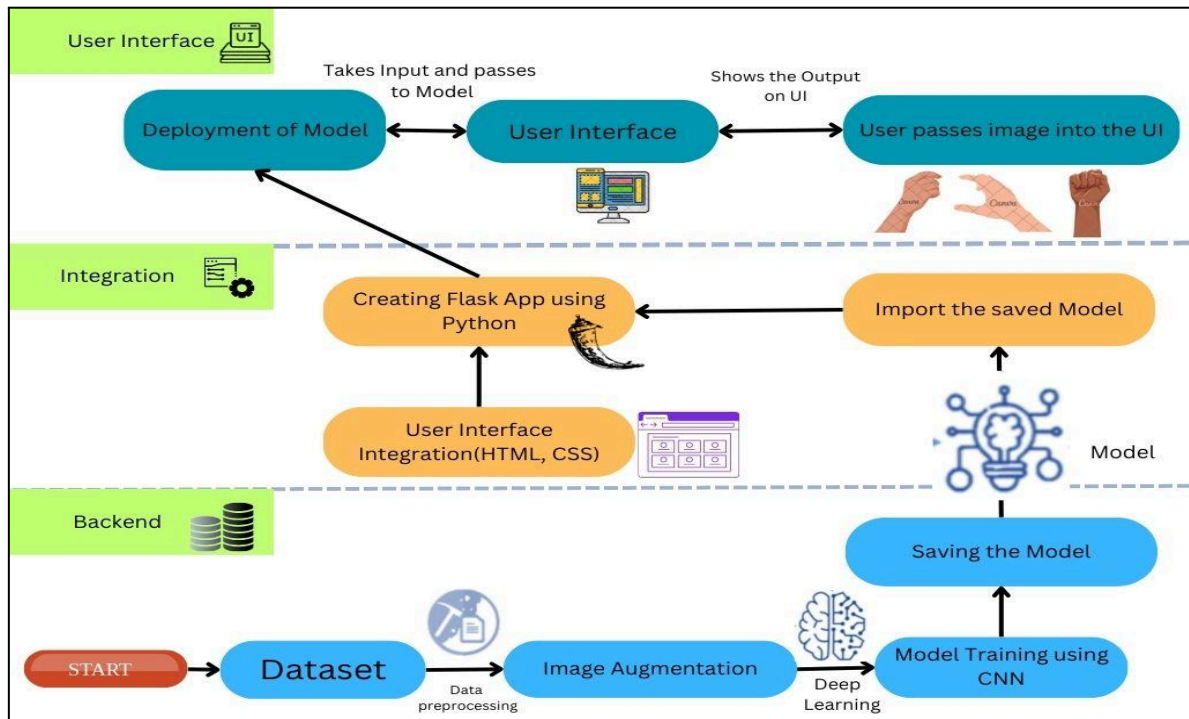 User Interface
UI
Takes Input and passes
to Model
Shows the Output
on UI
Deployment of Model
User Interface
User passes image into the UI
Canva
Canva
Canva
Integration
Creating Flask App using
Python
Import the saved Model
User Interface
Integration(HTML, CSS)
Model
Backend
Saving the Model
START
Dataset
Data
preprocessing
Image Augmentation
Deep
Learning
Model Training using
CNN